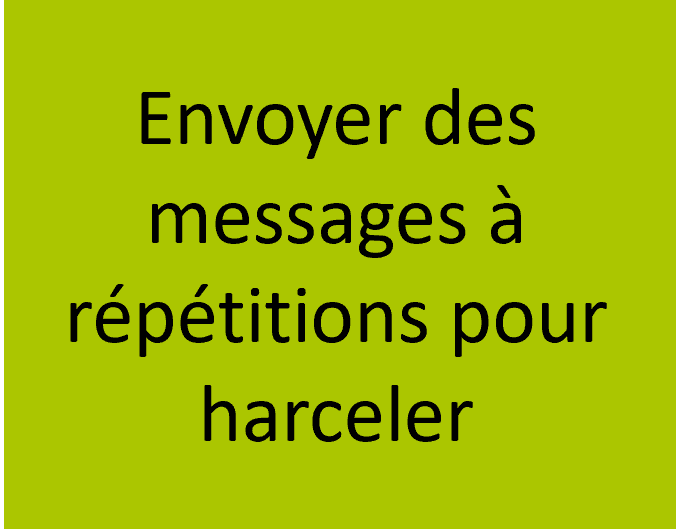 Envoyer des
messages à
répétitions pour
harceler